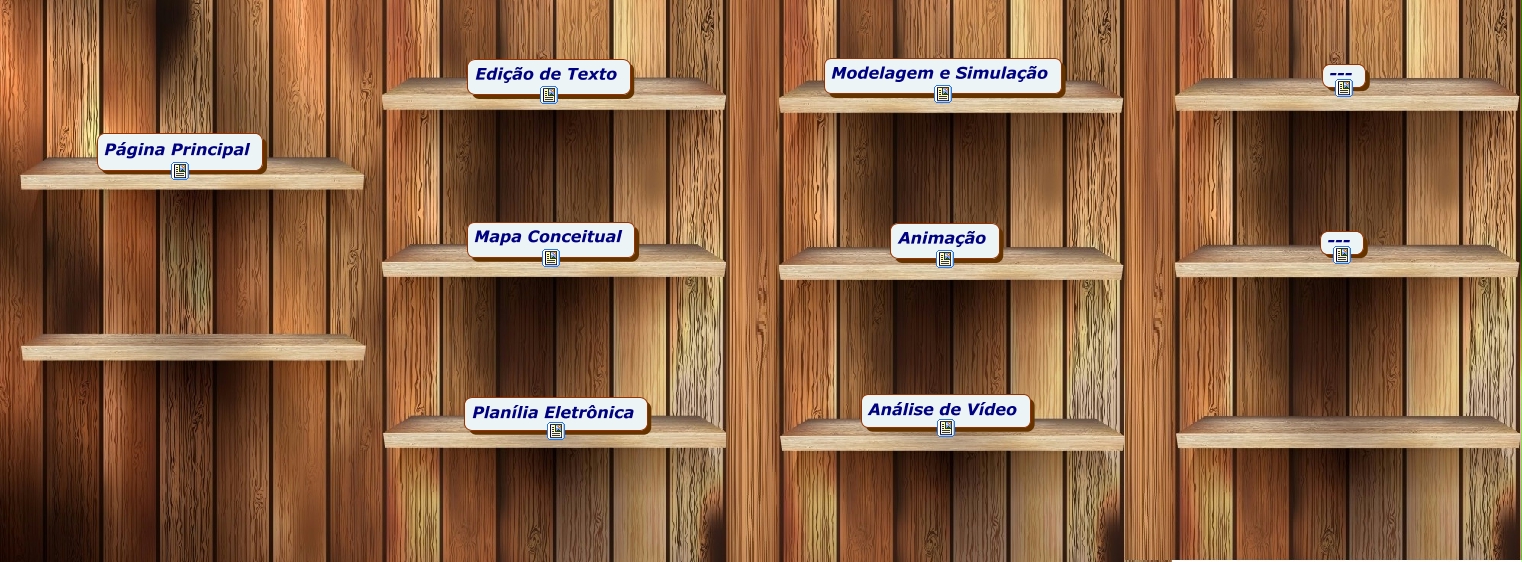 Página Principal
Edição de Texto
Mapa Conceitual
Planília Eletrônica
Modelagem e Simulação
Animação
Análise de Vídeo
---
---